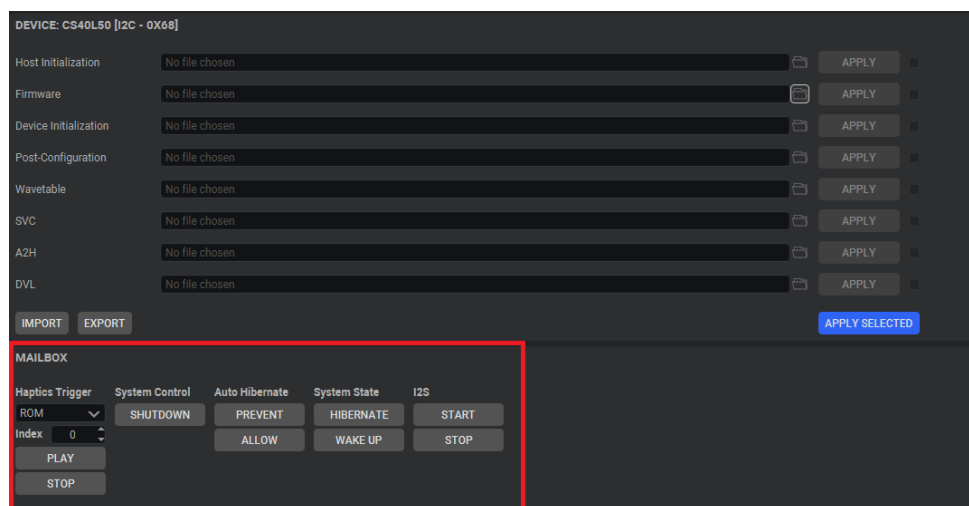 DEVICE: CS40L50 [I2C - 0X68]
Host Initialization No file chosen APPLY
Firmware No file chosen APPLY
Device Initialization No file chosen APPLY
Post-Configuration No file chosen APPLY
Wavetable No file chosen APPLY
SVC No file chosen APPLY
A2H No file chosen APPLY
DVL No file chosen APPLY
IMPORT EXPORT APPLY SELECTED
MAILBOX
Haptics Trigger System Control Auto Hibernate System State I2S
ROM SHUTDOWN PREVENT HIBERNATE START
Index 0 ALLOW WAKE UP STOP
PLAY
STOP